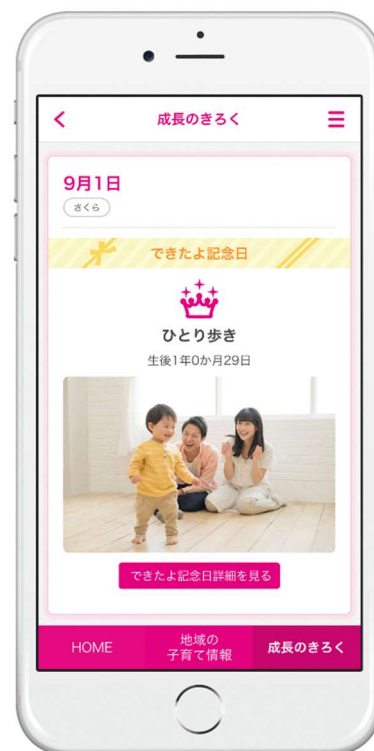 成長のきろく
9月1日
さくら
できたよ記念日
ひとり歩き
生後1年0か月29日
できたよ記念日詳細を見る
HOME
地域の
子育て情報
成長のきろく